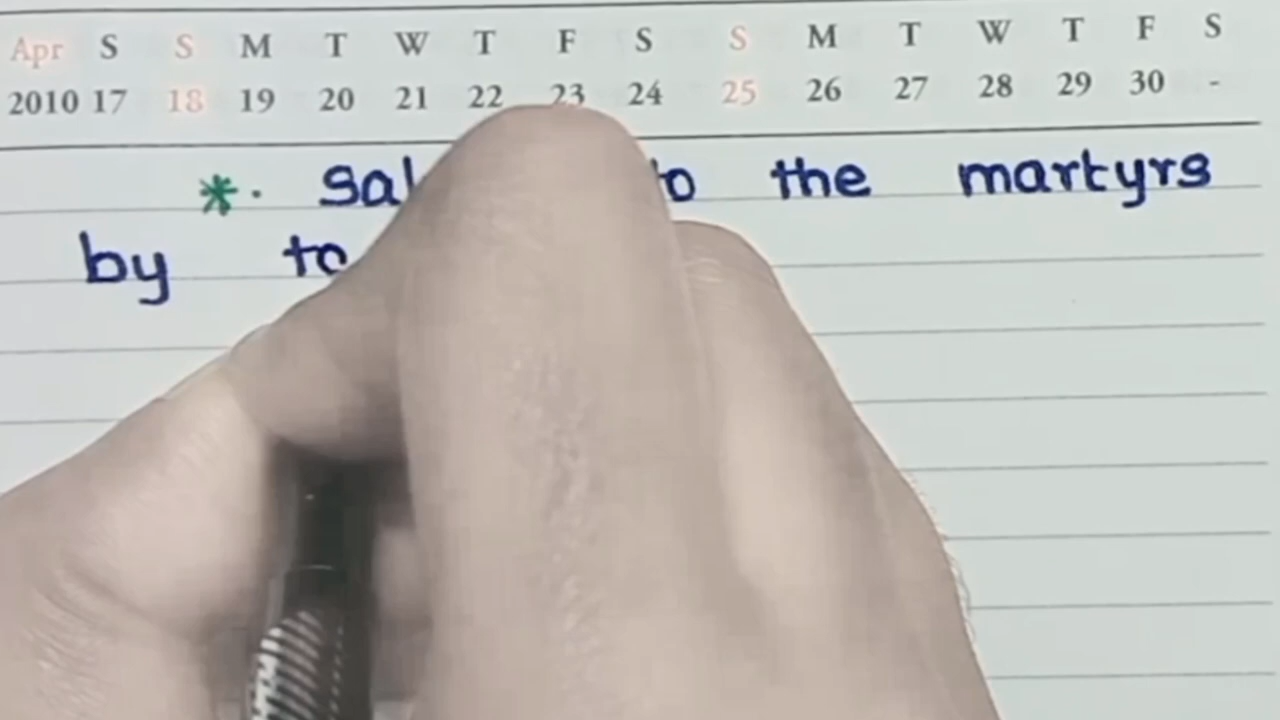 Apr S S M T W T F S S M T W T F S
2010 17 18 19 20 21 22 23 24 25 26 27 28 29 30 -
*. to the martyrs
by